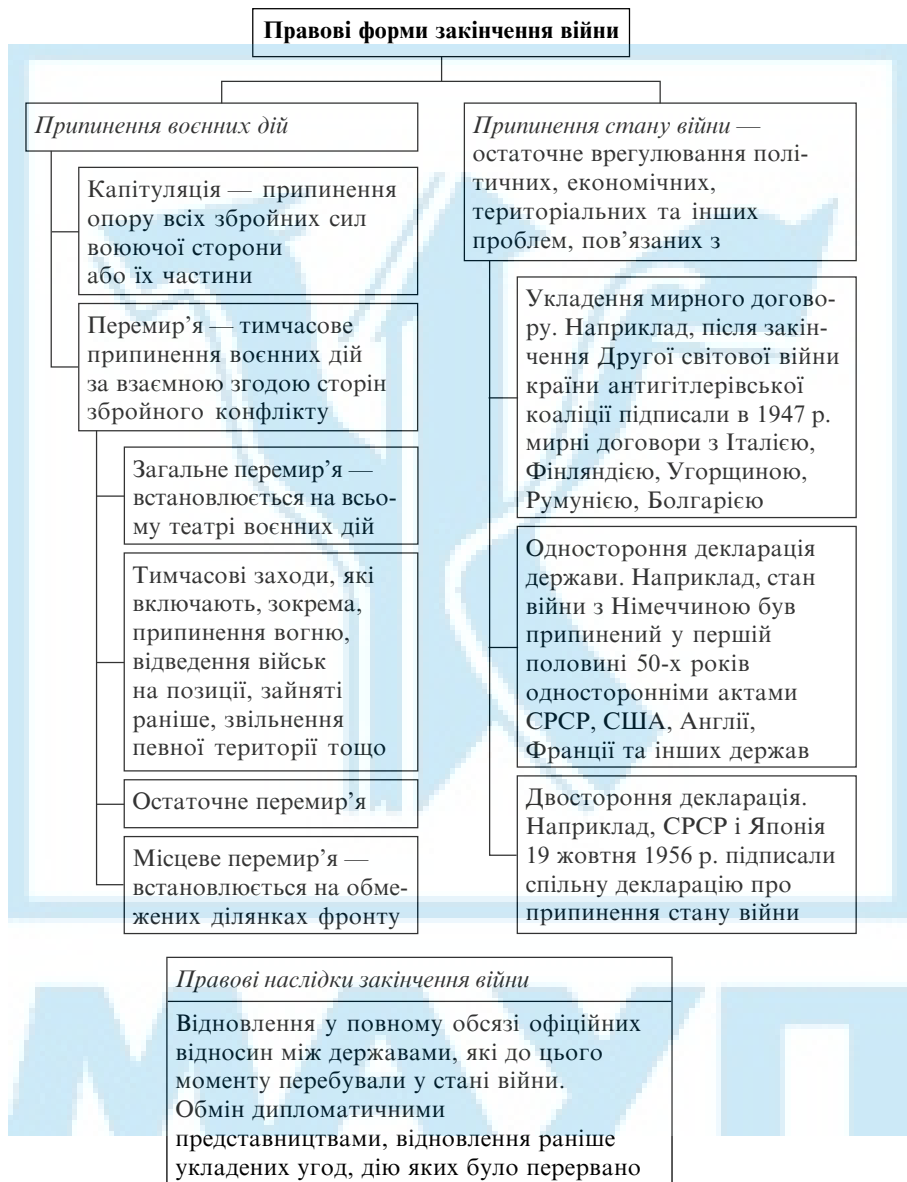 Правові форми закінчення війни
Припинення воєнних дій
Капітуляція — припинення
опору всіх збройних сил
воюючої сторони
або їх частини
Перемир’я — тимчасове
припинення воєнних дій
за взаємною згодою сторін
збройного конфлікту
Загальне перемир’я —
встановлюється на всьо-
му театрі воєнних дій
Тимчасові заходи, які
включають, зокрема,
припинення вогню,
відведення військ
на позиції, зайняті
раніше, звільнення
певної території тощо
Остаточне перемир’я
Місцеве перемир’я —
встановлюється на обме-
жених ділянках фронту
Припинення стану війни —
остаточне врегулювання полі-
тичних, економічних,
територіальних та інших
проблем, пов’язаних з
Укладення мирного догово-
ру. Наприклад, після закін-
чення Другої світової війни
країни антигітлерівської
коаліції підписали в 1947 р.
мирні договори з Італією,
Фінляндією, Угорщиною,
Румунією, Болгарією
Одностороння декларація
держави. Наприклад, стан
війни з Німеччиною був
припинений у першій
половині 50-х років
односторонніми актами
СРСР, США, Англії,
Франції та інших держав
Двостороння декларація.
Наприклад, СРСР і Японія
19 жовтня 1956 р. підписали
спільну декларацію про
припинення стану війни
Правові наслідки закінчення війни
Відновлення у повному обсязі офіційних
відносин між державами, які до цього
моменту перебували у стані війни.
Обмін дипломатичними
представництвами, відновлення раніше
укладених угод, дію яких було перервано
МАУП